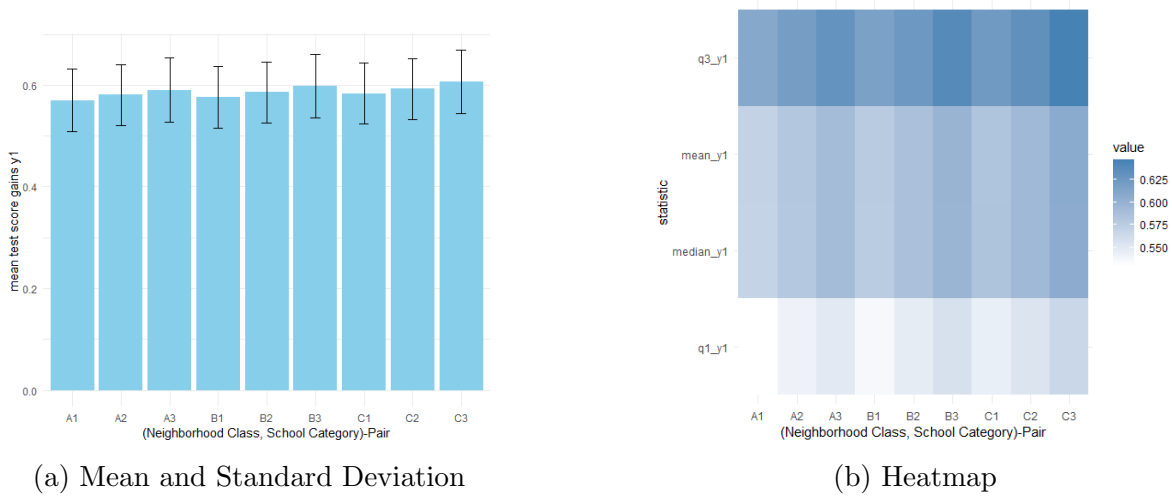 mean test score gains y1
0.6
0.4
0.2
0.0
A1 A2 A3 B1 B2 B3 C1 C2 C3
(Neighborhood Class, School Category)-Pair
(a) Mean and Standard Deviation
statistic
q3_y1
mean_y1
median_y1
q1_y1
A1 A2 A3 B1 B2 B3 C1 C2 C3
(Neighborhood Class, School Category)-Pair
value
0.625
0.600
0.575
0.550
(b) Heatmap